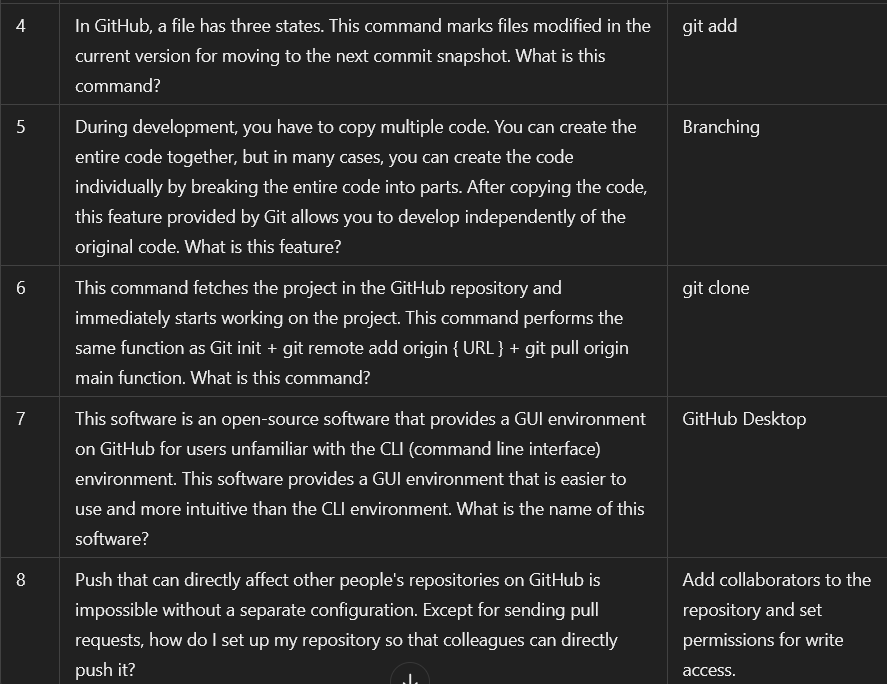 4
In GitHub, a file has three states. This command marks files modified in the
current version for moving to the next commit snapshot. What is this
command?
git add
5
During development, you have to copy multiple code. You can create the
entire code together, but in many cases, you can create the code
individually by breaking the entire code into parts. After copying the code,
this feature provided by Git allows you to develop independently of the
original code. What is this feature?
Branching
6
This command fetches the project in the GitHub repository and
immediately starts working on the project. This command performs the
same function as Git init + git remote add origin { URL } + git pull origin
main function. What is this command?
git clone
7
This software is an open-source software that provides a GUI environment
on GitHub for users unfamiliar with the CLI (command line interface)
environment. This software provides a GUI environment that is easier to
use and more intuitive than the CLI environment. What is the name of this
software?
GitHub Desktop
8
Push that can directly affect other people's repositories on GitHub is
impossible without a separate configuration. Except for sending pull
requests, how do I set up my repository so that colleagues can directly
push it?
Add collaborators to the
repository and set
permissions for write
access.